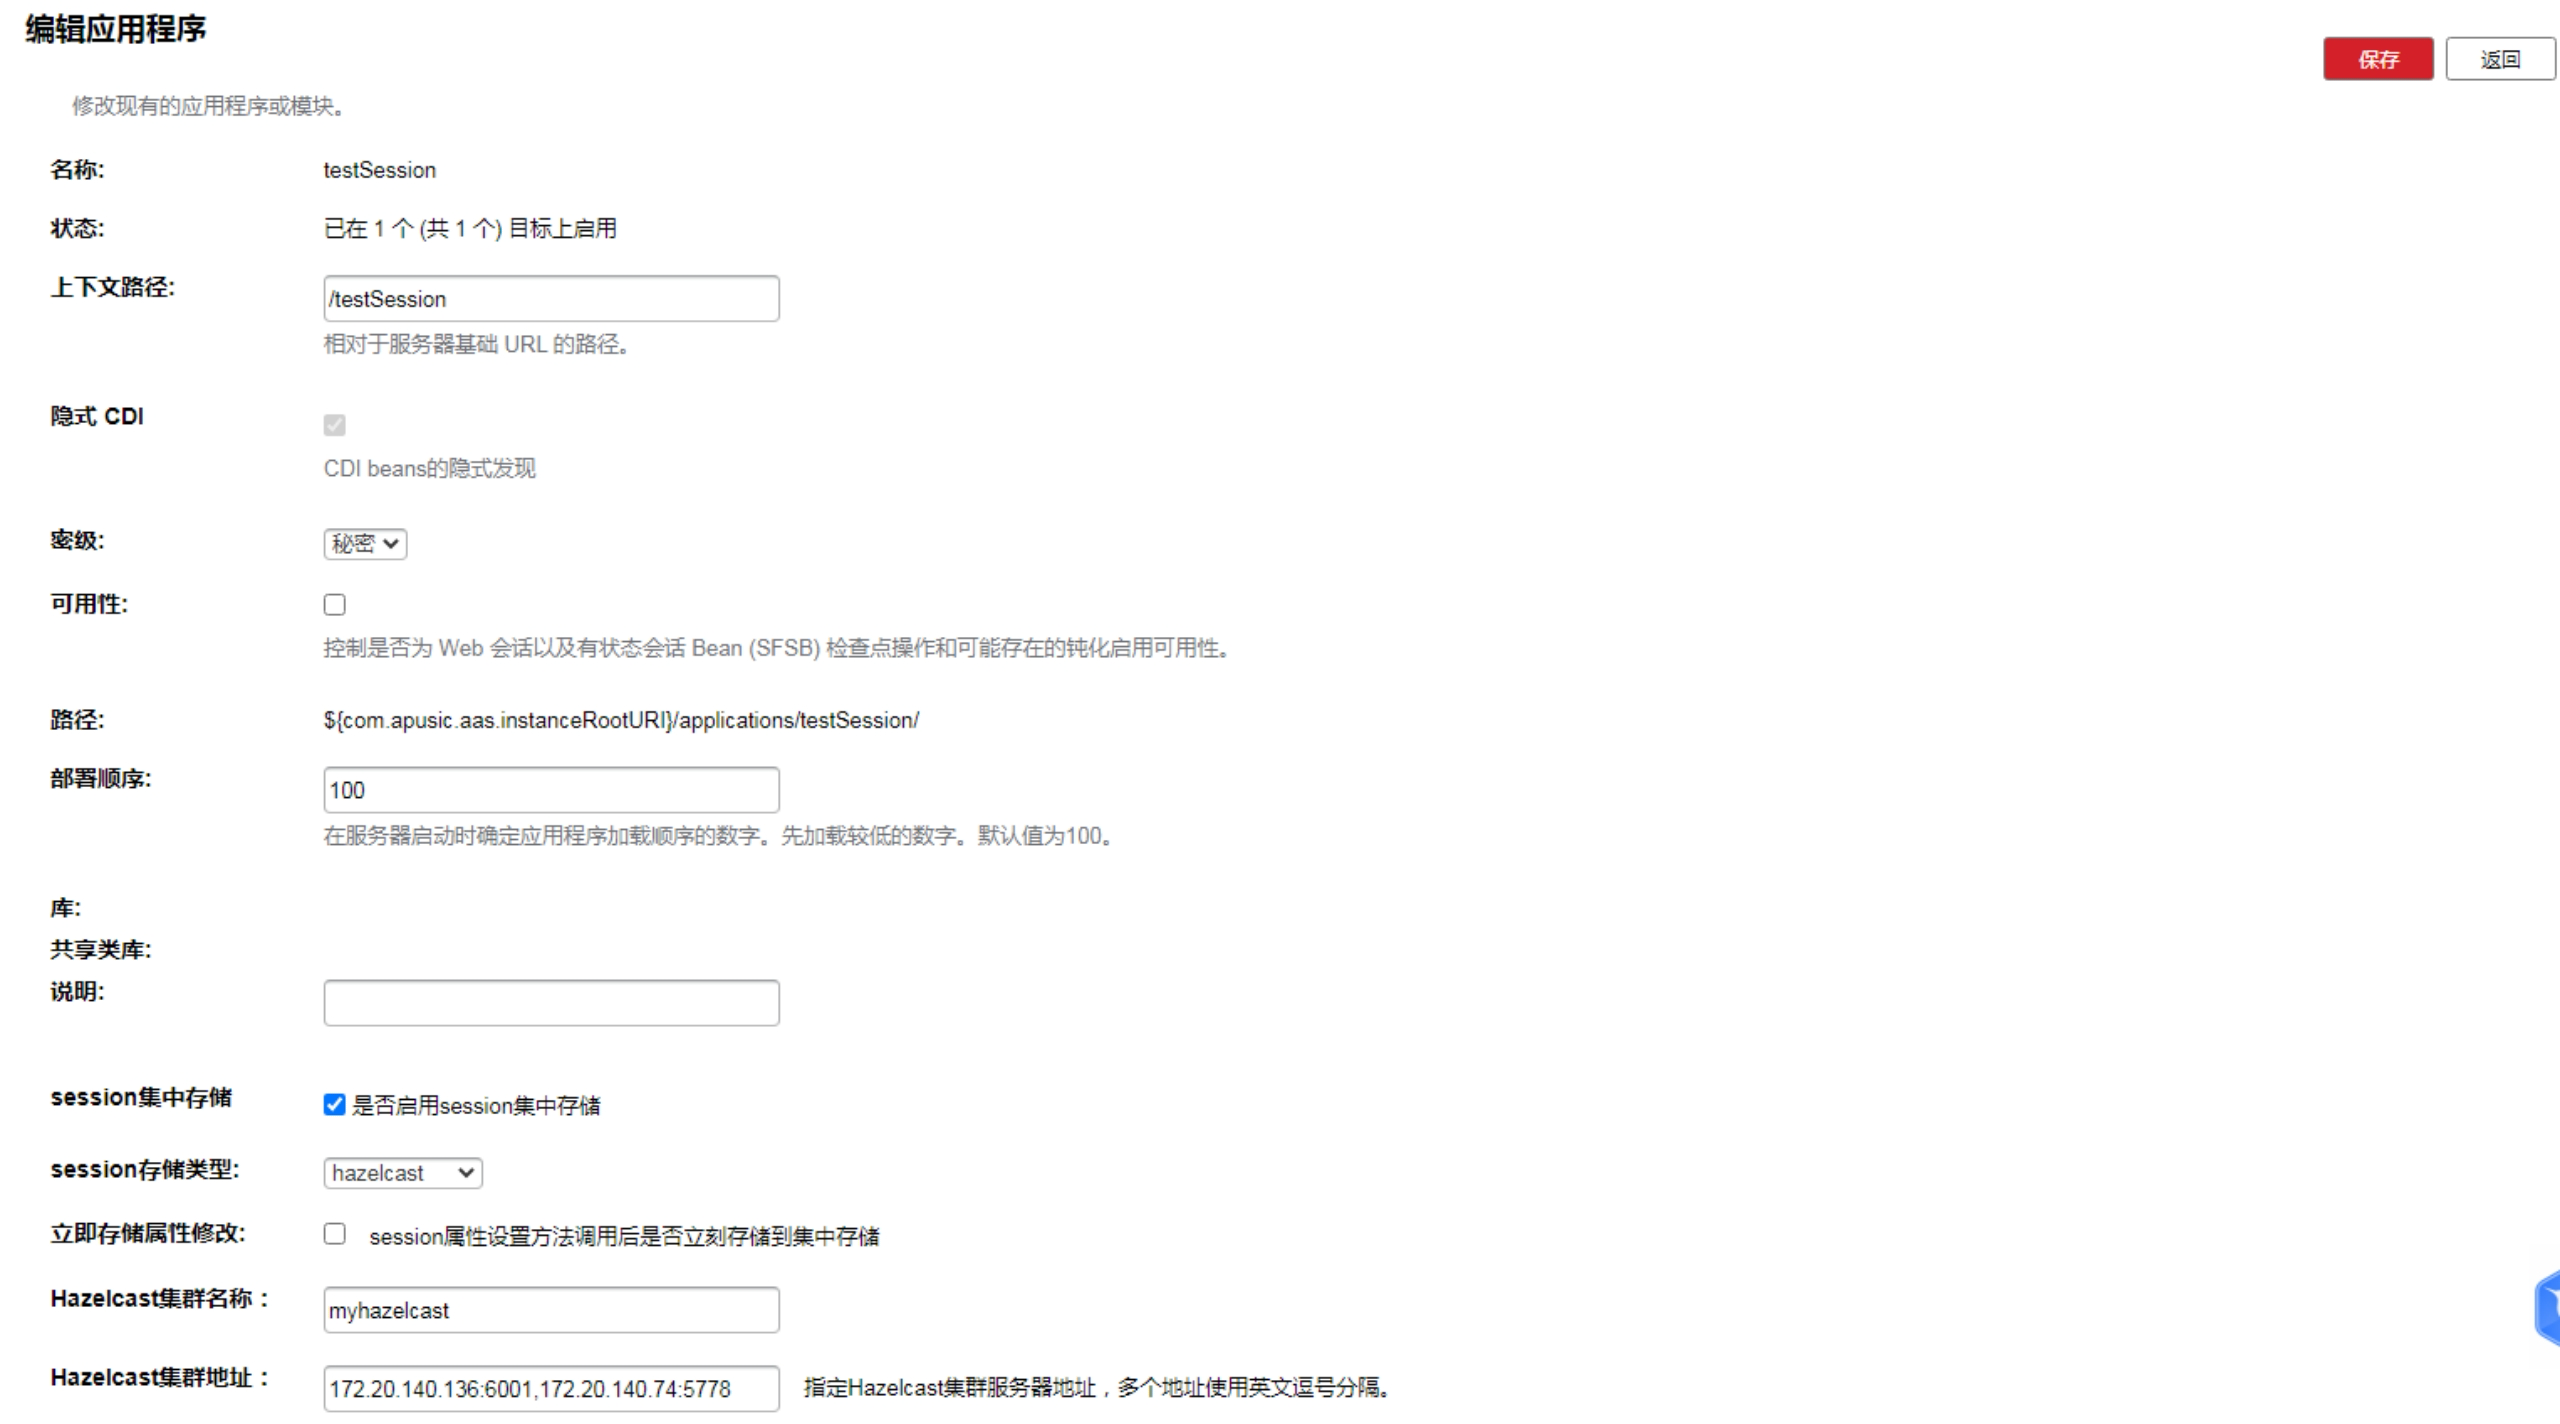 编辑应用程序
保存 返回
修改现有的应用程序或模块。
名称: testSession
状态: 已在 1 个 (共 1 个) 目标上启用
上下文路径: /testSession
相对于服务器基础 URL 的路径。
隐式 CDI
CDI beans的隐式发现
密级: 秘密
可用性:
控制是否为 Web 会话以及有状态会话 Bean (SFSB) 检查点操作和可能存在的钝化启用可用性。
路径: ${com.apusic.aas.instanceRootURI}/applications/testSession/
部署顺序: 100
在服务器启动时确定应用程序加载顺序的数字。先加载较低的数字。默认值为100。
库:
共享类库:
说明:
session集中存储 是否启用session集中存储
session存储类型: hazelcast
立即存储属性修改: session属性设置方法调用后是否立刻存储到集中存储
Hazelcast集群名称： myhazelcast
Hazelcast集群地址： 172.20.140.136:6001,172.20.140.74:5778 指定Hazelcast集群服务器地址，多个地址使用英文逗号分隔。